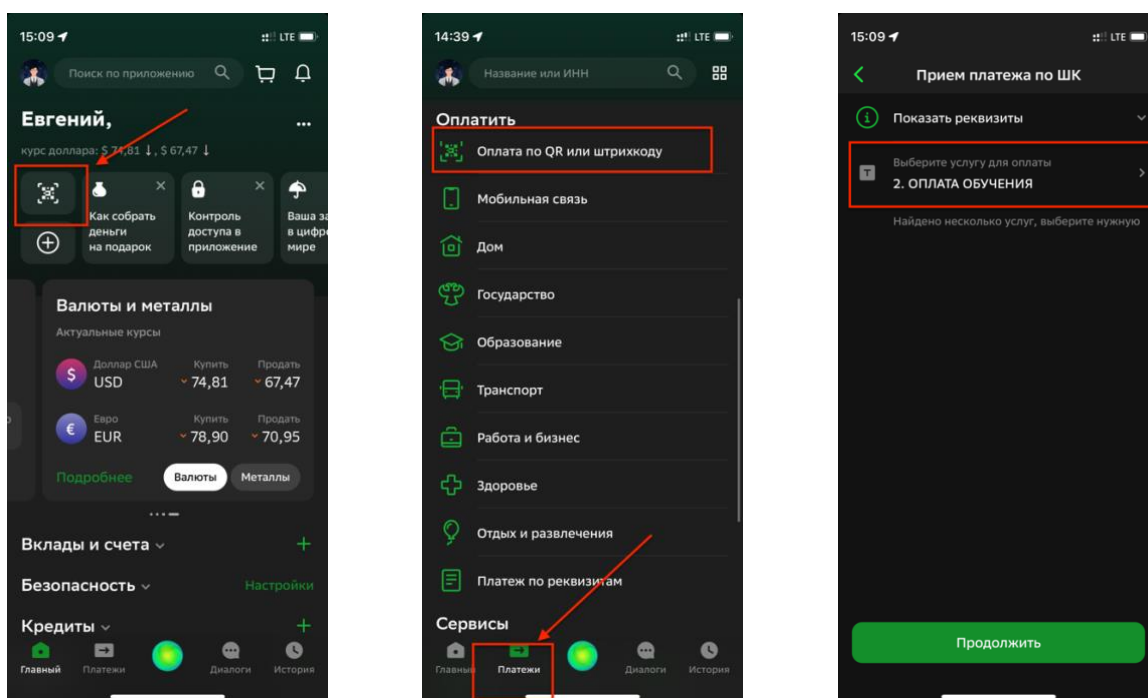 15:09
LTE
Поиск по приложению
Евгений,
курс доллара: $ 74,81 ↓, $ 67,47 ↓
Как собрать
деньги
на подарок
Контроль
доступа в
приложение
Ваша за
в цифро
мире
Валюты и металлы
Актуальные курсы
Доллар США Купить Продать
USD 74,81 67,47
Евро Купить Продать
EUR 78,90 70,95
Подробнее Валюты Металлы
Вклады и счета
Безопасность Настройки
Кредиты
Главный Платежи Диалоги История
14:39
LTE
Название или ИНН
Оплатить
Оплата по QR или штрихкоду
Мобильная связь
Дом
Государство
Образование
Транспорт
Работа и бизнес
Здоровье
Отдых и развлечения
Платеж по реквизитам
Сервисы
Главный Платежи Диалоги История
15:09
LTE
Прием платежа по ШК
Показать реквизиты
Выберите услугу для оплаты
2. ОПЛАТА ОБУЧЕНИЯ
Найдено несколько услуг, выберите нужную
Продолжить